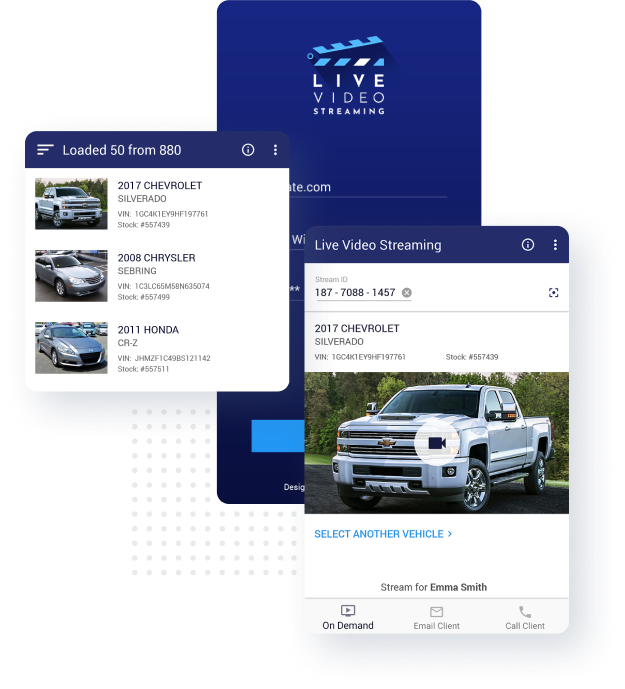 LIVE
VIDEO
STREAMING
Loaded 50 from 880
2017 CHEVROLET
SILVERADO
VIN: 1GC4K1EY9HF197761
Stock: #557439
2008 CHRYSLER
SEBRING
VIN: 1C3LC65M58N635074
Stock: #557499
2011 HONDA
CR-Z
VIN: JHMZF1C49BS121142
Stock: #557511
ate.com
Wi
**
Desig
Live Video Streaming
Stream ID
187 - 7088 - 1457
2017 CHEVROLET
SILVERADO
VIN: 1GC4K1EY9HF197761 Stock: #557439
SELECT ANOTHER VEHICLE >
Stream for Emma Smith
On Demand Email Client Call Client